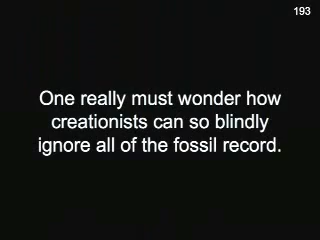 193
One really must wonder how
creationists can so blindly
ignore all of the fossil record.